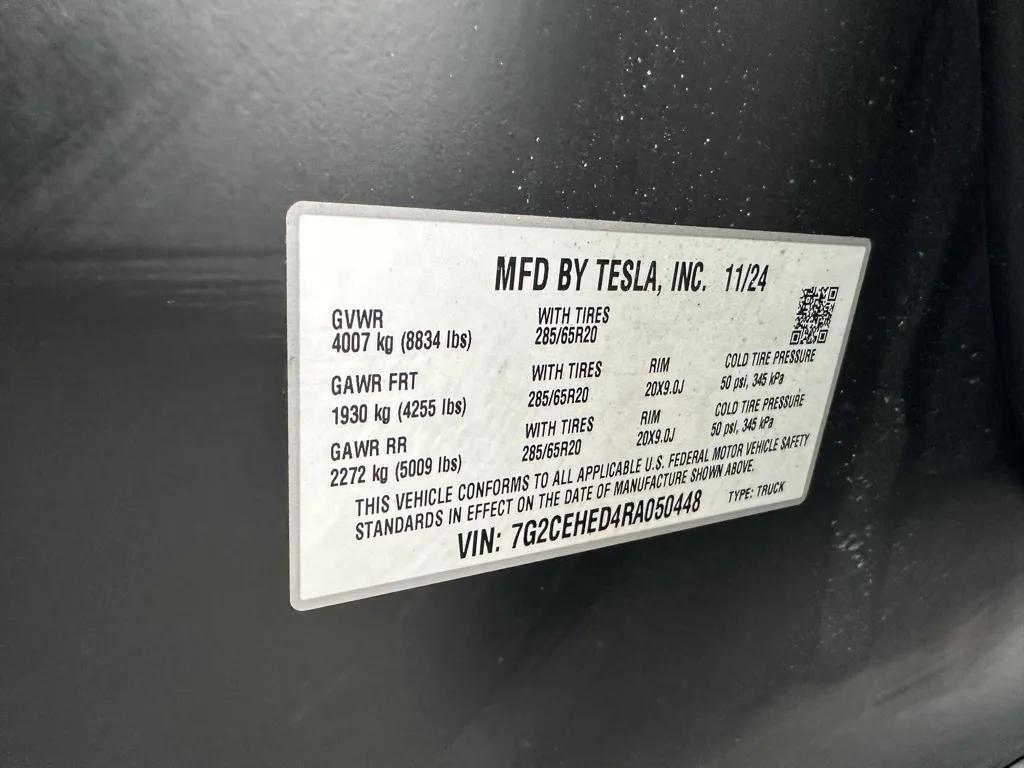 MFD BY TESLA, INC. 11/24
GVWR WITH TIRES
4007 kg (8834 lbs) 285/65R20
GAWR FRT WITH TIRES RIM COLD TIRE PRESSURE
1930 kg (4255 lbs) 285/65R20 20X9.0J 50 psi, 345 kPa
GAWR RR WITH TIRES RIM COLD TIRE PRESSURE
2272 kg (5009 lbs) 285/65R20 20X9.0J 50 psi, 345 kPa
THIS VEHICLE CONFORMS TO ALL APPLICABLE U.S. FEDERAL MOTOR VEHICLE SAFETY
STANDARDS IN EFFECT ON THE DATE OF MANUFACTURE SHOWN ABOVE.
VIN: 7G2CEHED4RA050448 TYPE: TRUCK